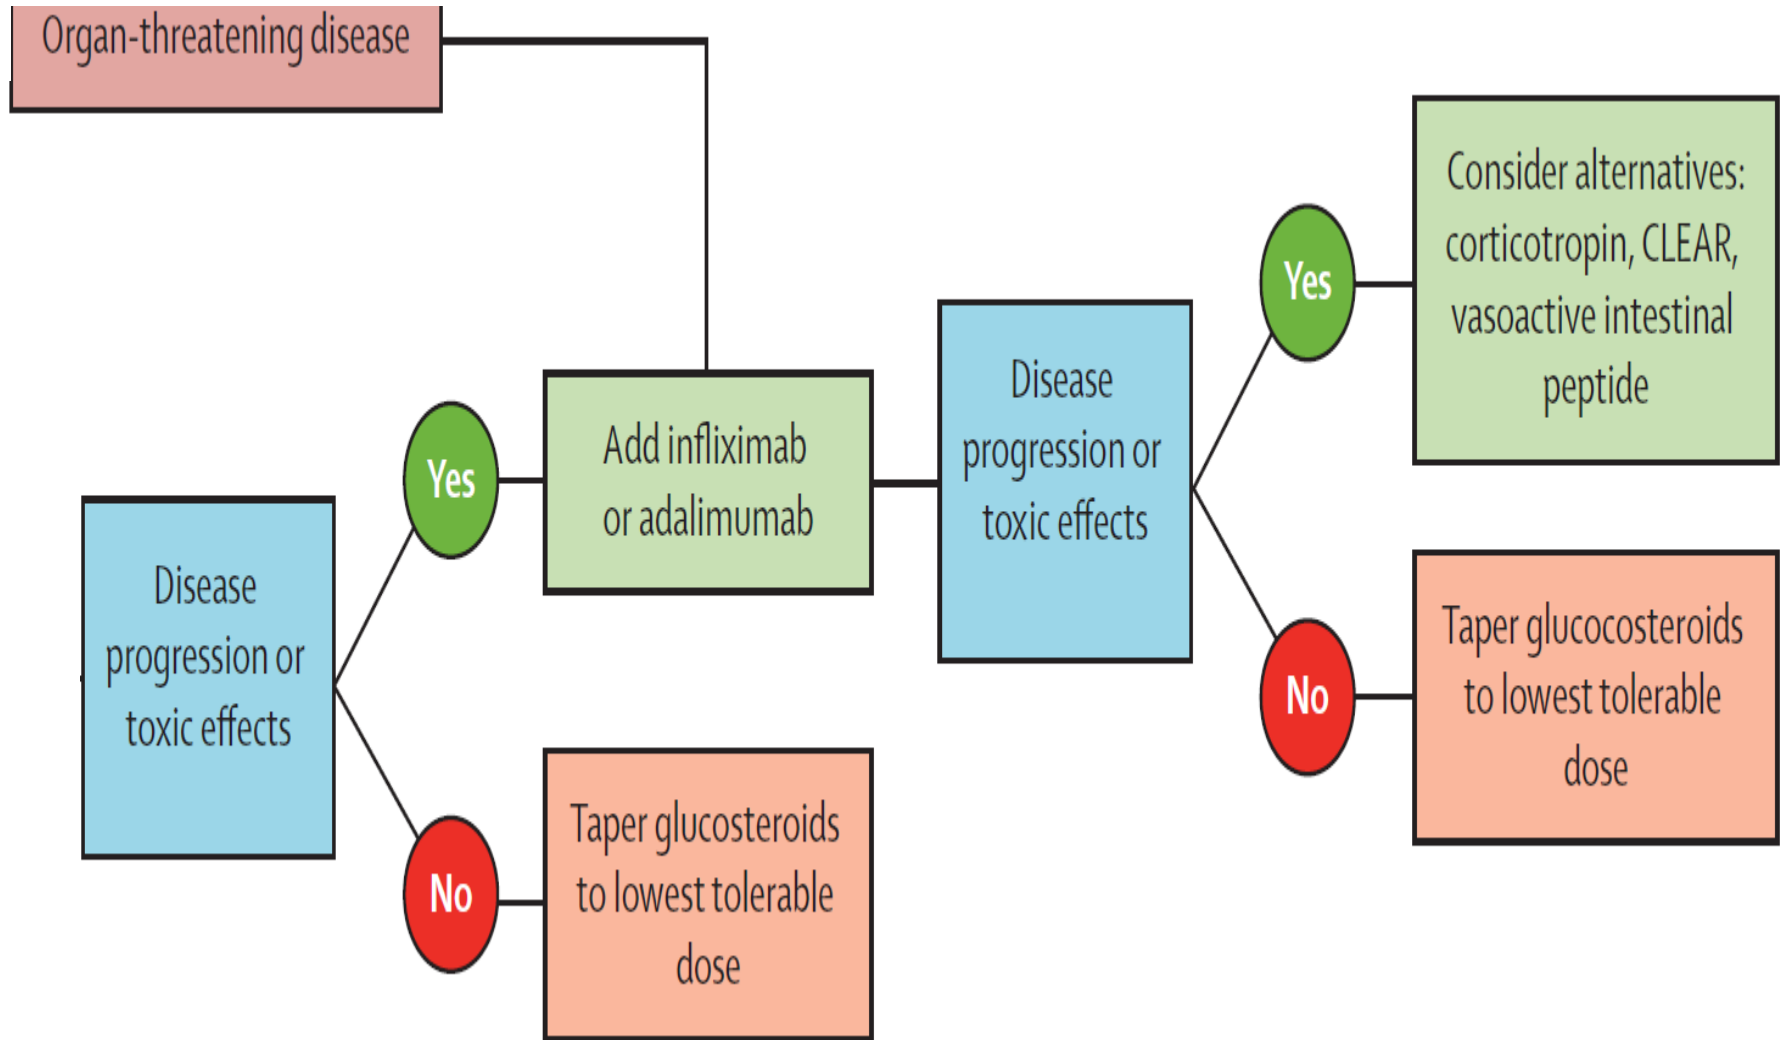 Organ-threatening disease
Disease
progression or
toxic effects
Yes
Add infliximab
or adalimumab
No
Taper glucosteroids
to lowest tolerable
dose
Disease
progression or
toxic effects
Yes
Consider alternatives:
corticotropin, CLEAR,
vasoactive intestinal
peptide
No
Taper glucocosteroids
to lowest tolerable
dose